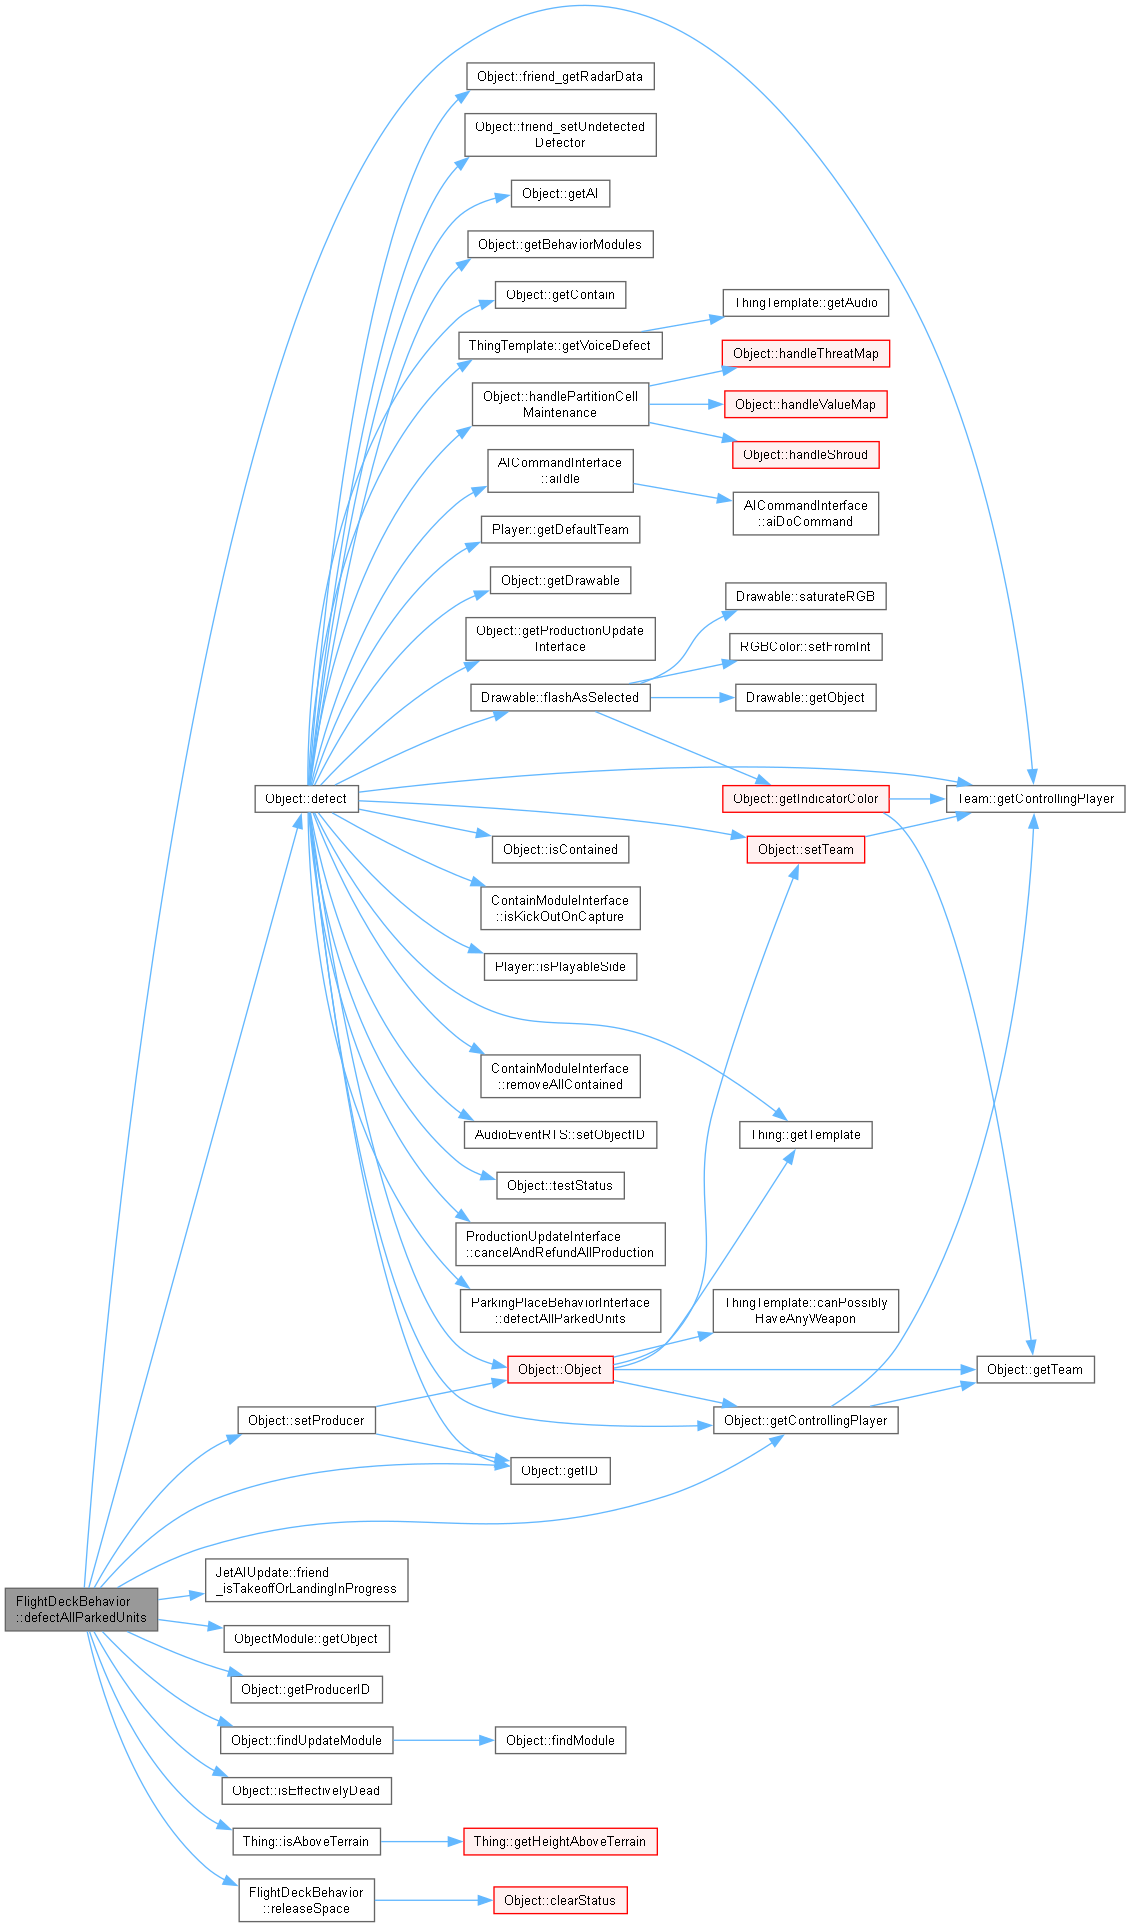 Object::friend_getRadarData
Object::friend_setUndetected
Defector
Object::getAI
Object::getBehaviorModules
Object::getContain
ThingTemplate::getAudio
ThingTemplate::getVoiceDefect
Object::handleThreatMap
Object::handlePartitionCell
Maintenance
Object::handleValueMap
Object::handleShroud
AICommandInterface
::aiIdle
AICommandInterface
::aiDoCommand
Player::getDefaultTeam
Object::getDrawable
Drawable::saturateRGB
Object::getProductionUpdate
Interface
RGBColor::setFromInt
Drawable::flashAsSelected
Drawable::getObject
Object::defect
Object::getIndicatorColor
Team::getControllingPlayer
Object::isContained
Object::setTeam
ContainModuleInterface
::isKickOutOnCapture
Player::isPlayableSide
ContainModuleInterface
::removeAllContained
AudioEventRTS::setObjectID
Thing::getTemplate
Object::testStatus
ProductionUpdateInterface
::cancelAndRefundAllProduction
ParkingPlaceBehaviorInterface
::defectAllParkedUnits
ThingTemplate::canPossibly
HaveAnyWeapon
Object::Object
Object::getTeam
Object::setProducer
Object::getControllingPlayer
Object::getID
JetAIUpdate::friend
_isTakeoffOrLandingInProgress
FlightDeckBehavior
::defectAllParkedUnits
ObjectModule::getObject
Object::getProducerID
Object::findUpdateModule
Object::findModule
Object::isEffectivelyDead
Thing::isAboveTerrain
Thing::getHeightAboveTerrain
FlightDeckBehavior
::releaseSpace
Object::clearStatus